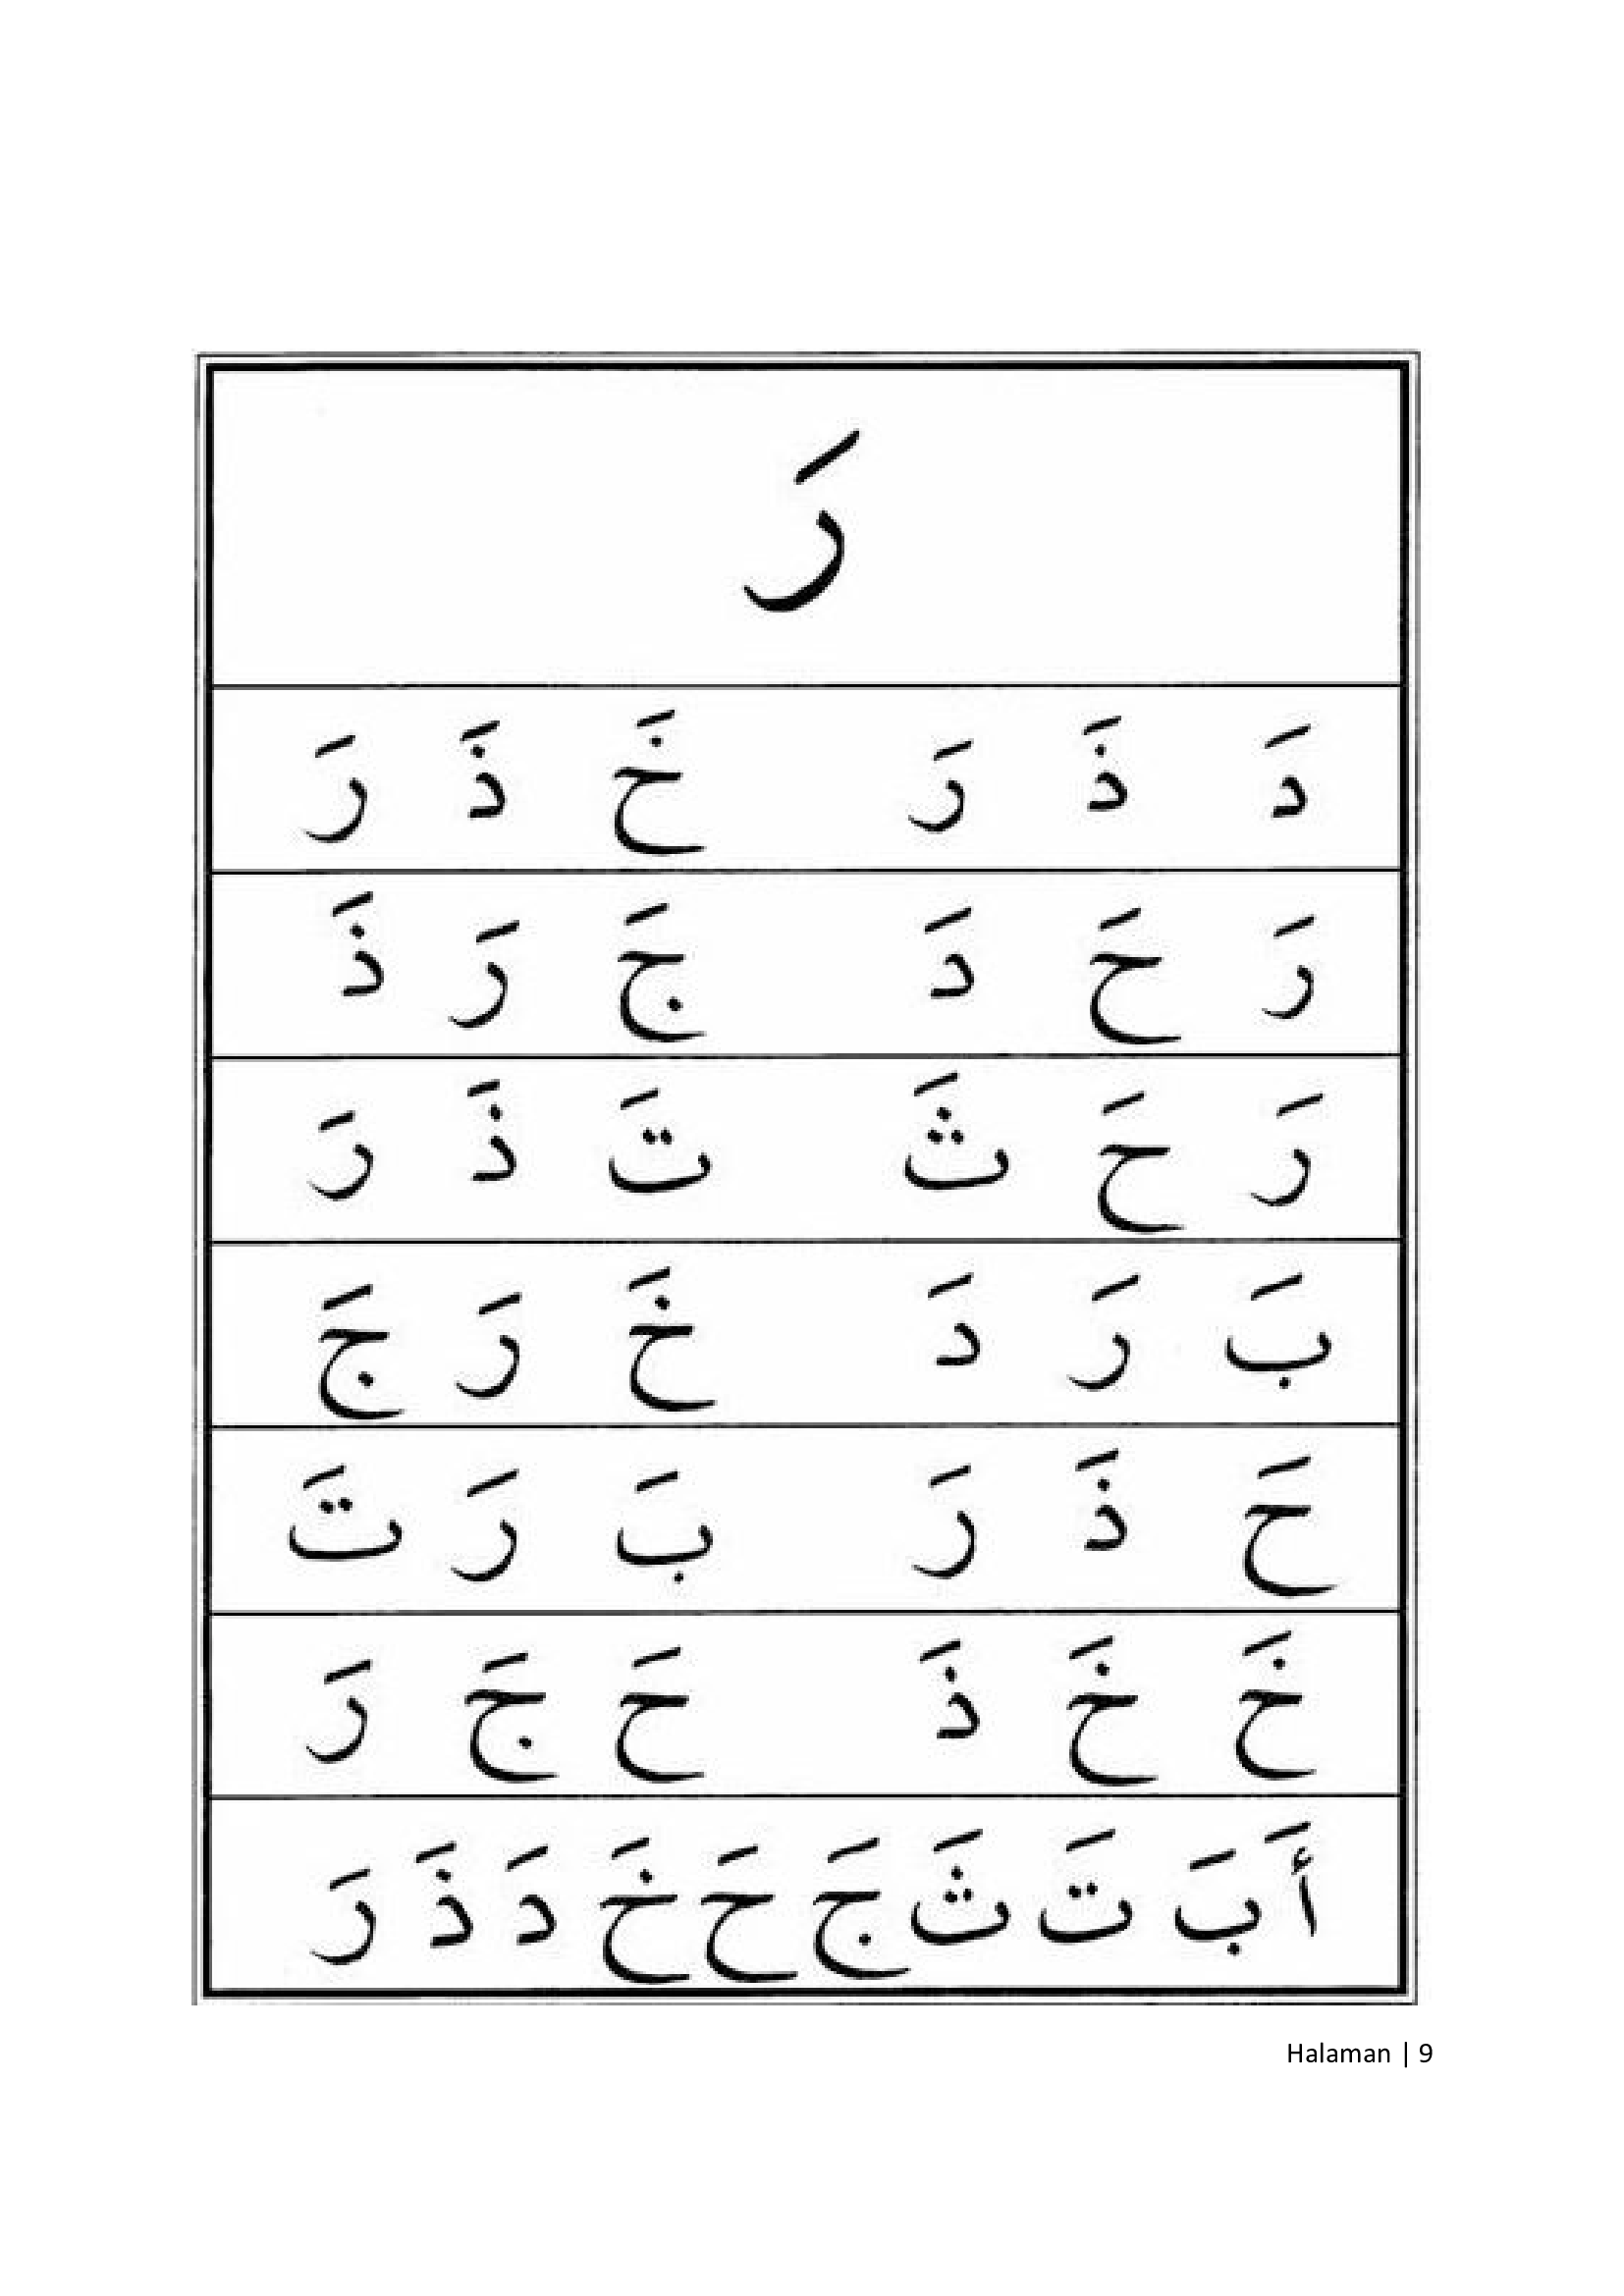 رَ
دَ ذَ رَ خَ ذَ رَ
رَ حَ دَ جَ رَ ذَ
رَ حَ ثَ تَ ذَ رَ
بَ رَ دَ خَ رَ جَ
حَ ذَ رَ بَ رَ تَ
خَ خَ ذَ حَ جَ رَ
أَ بَ تَ ثَ جَ حَ خَ دَ ذَ رَ
Halaman | 9